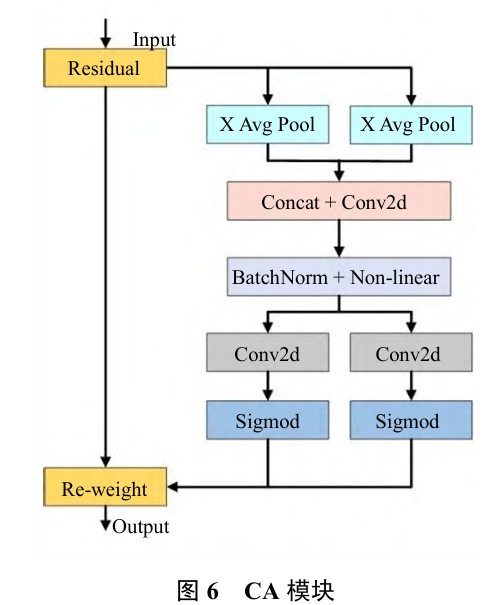 Input
Residual
X Avg Pool
X Avg Pool
Concat + Conv2d
BatchNorm + Non-linear
Conv2d
Conv2d
Sigmod
Sigmod
Re-weight
Output
图 6 CA 模块